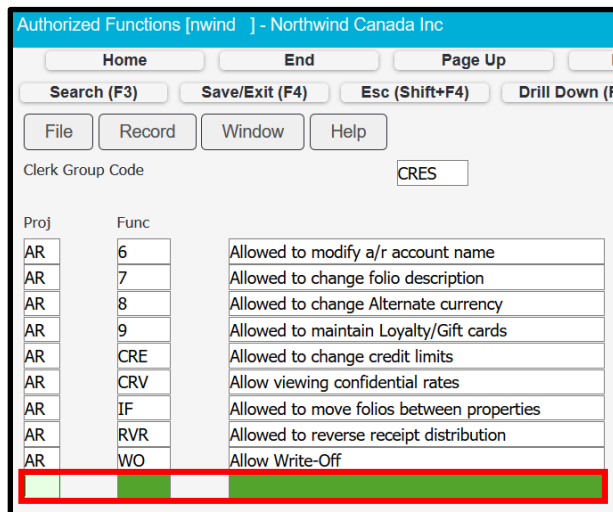 Authorized Functions [nwind ] - Northwind Canada Inc
Home End Page Up
Search (F3) Save/Exit (F4) Esc (Shift+F4) Drill Down (
File Record Window Help
Clerk Group Code CRES
Proj Func
AR 6 Allowed to modify a/r account name
AR 7 Allowed to change folio description
AR 8 Allowed to change Alternate currency
AR 9 Allowed to maintain Loyalty/Gift cards
AR CRE Allowed to change credit limits
AR CRV Allow viewing confidential rates
AR IF Allowed to move folios between properties
AR RVR Allowed to reverse receipt distribution
AR WO Allow Write-Off